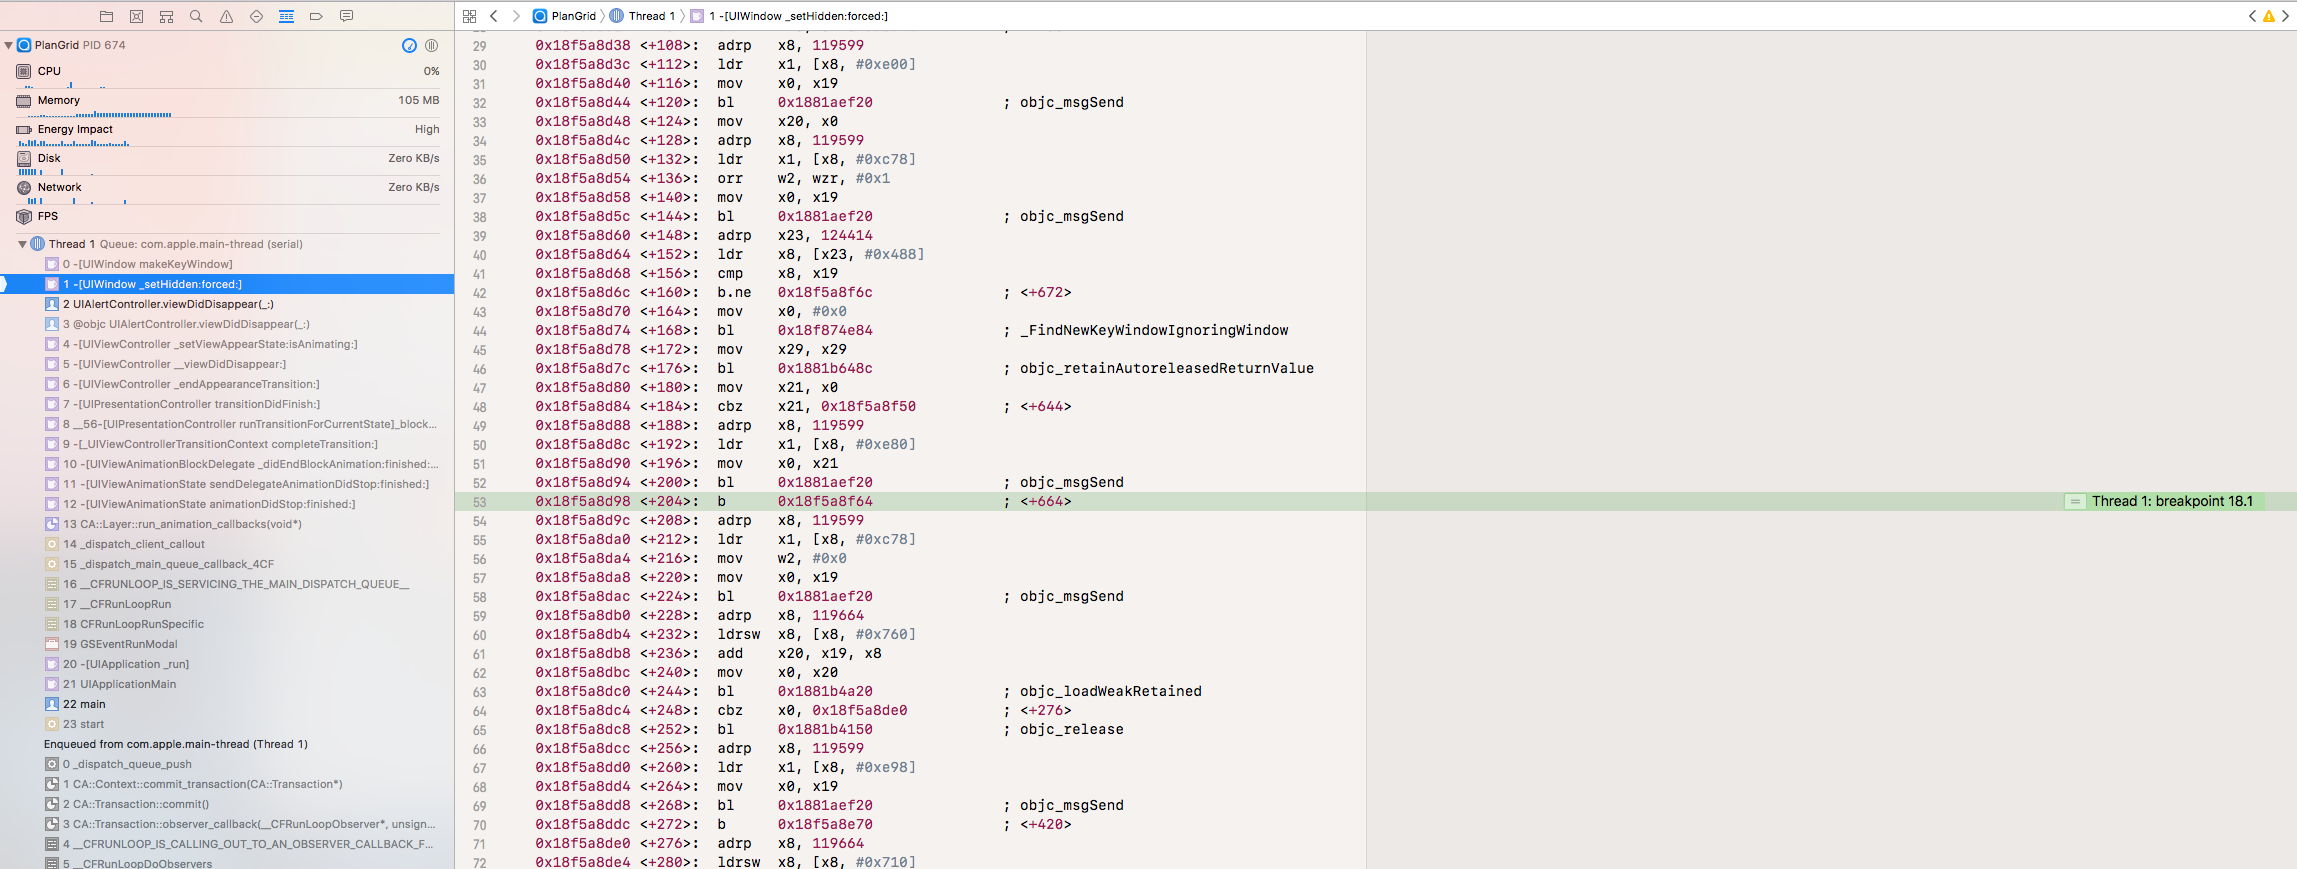 PlanGrid PID 674
CPU 0%
Memory 105 MB
Energy Impact High
Disk Zero KB/s
Network Zero KB/s
FPS
Thread 1 Queue: com.apple.main-thread (serial)
0 -[UIWindow makeKeyWindow]
1 -[UIWindow _setHidden:forced:]
2 UIAlertController.viewDidDisappear(_:)
3 @objc UIAlertController.viewDidDisappear(_:)
4 -[UIViewController _setViewAppearState:isAnimating:]
5 -[UIViewController __viewDidDisappear:]
6 -[UIViewController _endAppearanceTransition:]
7 -[UIPresentationController transitionDidFinish:]
8 __56-[UIPresentationController runTransitionForCurrentState]_block...
9 -[_UIViewControllerTransitionContext completeTransition:]
10 -[UIViewAnimationBlockDelegate _didEndBlockAnimation:finished:...
11 -[UIViewAnimationState sendDelegateAnimationDidStop:finished:]
12 -[UIViewAnimationState animationDidStop:finished:]
13 CA::Layer::run_animation_callbacks(void*)
14 _dispatch_client_callout
15 _dispatch_main_queue_callback_4CF
16 __CFRUNLOOP_IS_SERVICING_THE_MAIN_DISPATCH_QUEUE__
17 __CFRunLoopRun
18 CFRunLoopRunSpecific
19 GSEventRunModal
20 -[UIApplication _run]
21 UIApplicationMain
22 main
23 start
Enqueued from com.apple.main-thread (Thread 1)
0 _dispatch_queue_push
1 CA::Context::commit_transaction(CA::Transaction*)
2 CA::Transaction::commit()
3 CA::Transaction::observer_callback(__CFRunLoopObserver*, unsign...
4 __CFRUNLOOP_IS_CALLING_OUT_TO_AN_OBSERVER_CALLBACK_F...
5 __CFRunLoopDoObservers
PlanGrid Thread 1 1 -[UIWindow _setHidden:forced:]
29 0x18f5a8d38 <+108>: adrp x8, 119599
30 0x18f5a8d3c <+112>: ldr x1, [x8, #0xe00]
31 0x18f5a8d40 <+116>: mov x0, x19
32 0x18f5a8d44 <+120>: bl 0x1881aef20 ; objc_msgSend
33 0x18f5a8d48 <+124>: mov x20, x0
34 0x18f5a8d4c <+128>: adrp x8, 119599
35 0x18f5a8d50 <+132>: ldr x1, [x8, #0xc78]
36 0x18f5a8d54 <+136>: orr w2, wzr, #0x1
37 0x18f5a8d58 <+140>: mov x0, x19
38 0x18f5a8d5c <+144>: bl 0x1881aef20 ; objc_msgSend
39 0x18f5a8d60 <+148>: adrp x23, 124414
40 0x18f5a8d64 <+152>: ldr x8, [x23, #0x488]
41 0x18f5a8d68 <+156>: cmp x8, x19
42 0x18f5a8d6c <+160>: b.ne 0x18f5a8f6c ; <+672>
43 0x18f5a8d70 <+164>: mov x0, #0x0
44 0x18f5a8d74 <+168>: bl 0x18f874e84 ; _FindNewKeyWindowIgnoringWindow
45 0x18f5a8d78 <+172>: mov x29, x29
46 0x18f5a8d7c <+176>: bl 0x1881b648c ; objc_retainAutoreleasedReturnValue
47 0x18f5a8d80 <+180>: mov x21, x0
48 0x18f5a8d84 <+184>: cbz x21, 0x18f5a8f50 ; <+644>
49 0x18f5a8d88 <+188>: adrp x8, 119599
50 0x18f5a8d8c <+192>: ldr x1, [x8, #0xe80]
51 0x18f5a8d90 <+196>: mov x0, x21
52 0x18f5a8d94 <+200>: bl 0x1881aef20 ; objc_msgSend
53 0x18f5a8d98 <+204>: b 0x18f5a8f64 ; <+664> Thread 1: breakpoint 18.1
54 0x18f5a8d9c <+208>: adrp x8, 119599
55 0x18f5a8da0 <+212>: ldr x1, [x8, #0xc78]
56 0x18f5a8da4 <+216>: mov w2, #0x0
57 0x18f5a8da8 <+220>: mov x0, x19
58 0x18f5a8dac <+224>: bl 0x1881aef20 ; objc_msgSend
59 0x18f5a8db0 <+228>: adrp x8, 119664
60 0x18f5a8db4 <+232>: ldrsw x8, [x8, #0x760]
61 0x18f5a8db8 <+236>: add x20, x19, x8
62 0x18f5a8dbc <+240>: mov x0, x20
63 0x18f5a8dc0 <+244>: bl 0x1881b4a20 ; objc_loadWeakRetained
64 0x18f5a8dc4 <+248>: cbz x0, 0x18f5a8de0 ; <+276>
65 0x18f5a8dc8 <+252>: bl 0x1881b4150 ; objc_release
66 0x18f5a8dcc <+256>: adrp x8, 119599
67 0x18f5a8dd0 <+260>: ldr x1, [x8, #0xe98]
68 0x18f5a8dd4 <+264>: mov x0, x19
69 0x18f5a8dd8 <+268>: bl 0x1881aef20 ; objc_msgSend
70 0x18f5a8ddc <+272>: b 0x18f5a8e70 ; <+420>
71 0x18f5a8de0 <+276>: adrp x8, 119664
72 0x18f5a8de4 <+280>: ldrsw x8, [x8, #0x710]